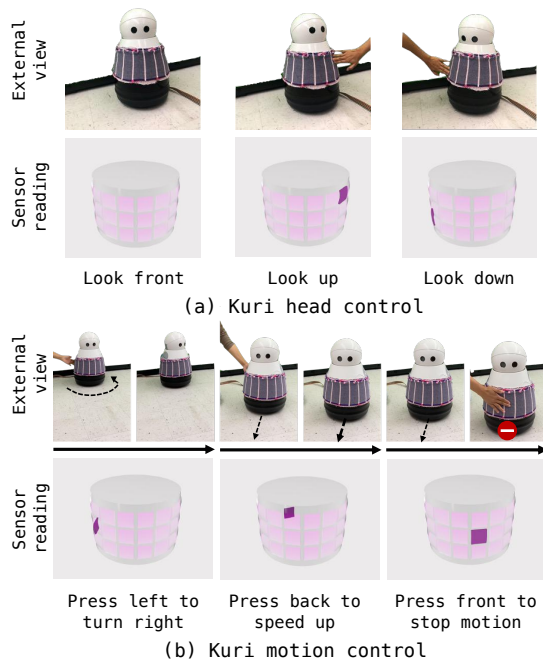 External
view
Sensor
reading
Look front
Look up
Look down
(a) Kuri head control
External
view
Sensor
reading
Press left to
turn right
Press back to
speed up
Press front to
stop motion
(b) Kuri motion control